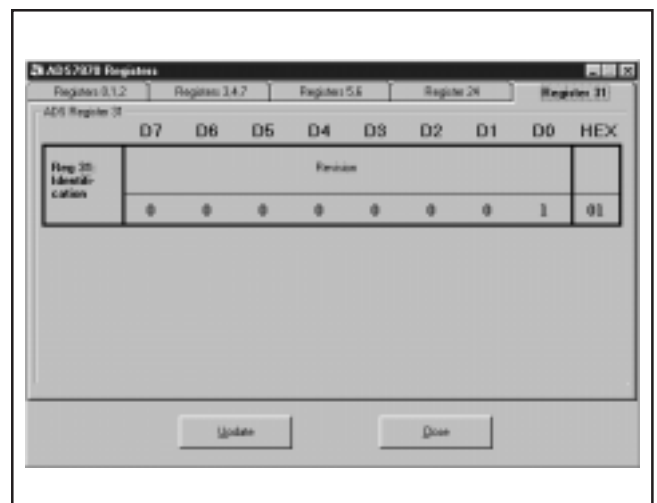 ADS7870 Registers
Registers 0,1,2 Registers 3,4,7 Registers 5,6 Register 24 Register 31
ADS Register 31
D7 D6 D5 D4 D3 D2 D1 D0 HEX
Reg 31: Revision
Identifi-
cation
0 0 0 0 0 0 0 1 01
Update Done